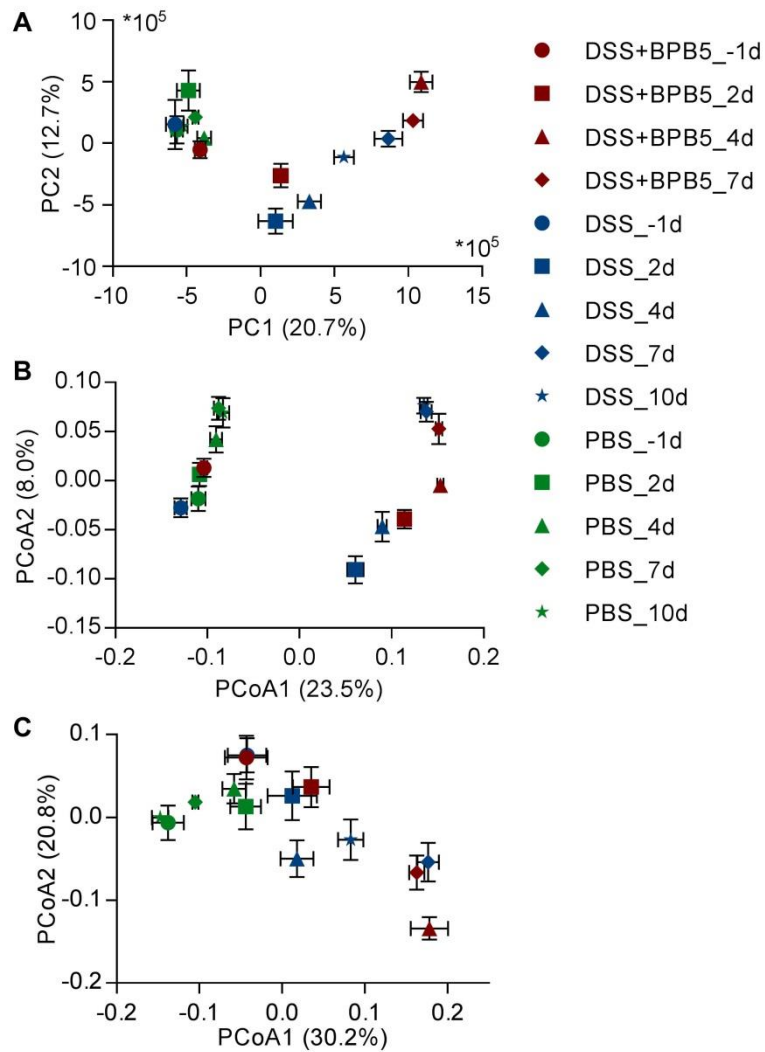 A
*10⁵
10
5
0
-5
-10
PC2 (12.7%)
*10⁵
-10
-5
0
5
10
15
PC1 (20.7%)
B
0.10
0.05
0.00
-0.05
-0.10
-0.15
PCoA2 (8.0%)
-0.2
-0.1
0.0
0.1
0.2
PCoA1 (23.5%)
C
0.1
0.0
-0.1
-0.2
PCoA2 (20.8%)
-0.2
-0.1
0.0
0.1
0.2
PCoA1 (30.2%)
DSS+BPB5_-1d
DSS+BPB5_2d
DSS+BPB5_4d
DSS+BPB5_7d
DSS_-1d
DSS_2d
DSS_4d
DSS_7d
DSS_10d
PBS_-1d
PBS_2d
PBS_4d
PBS_7d
PBS_10d